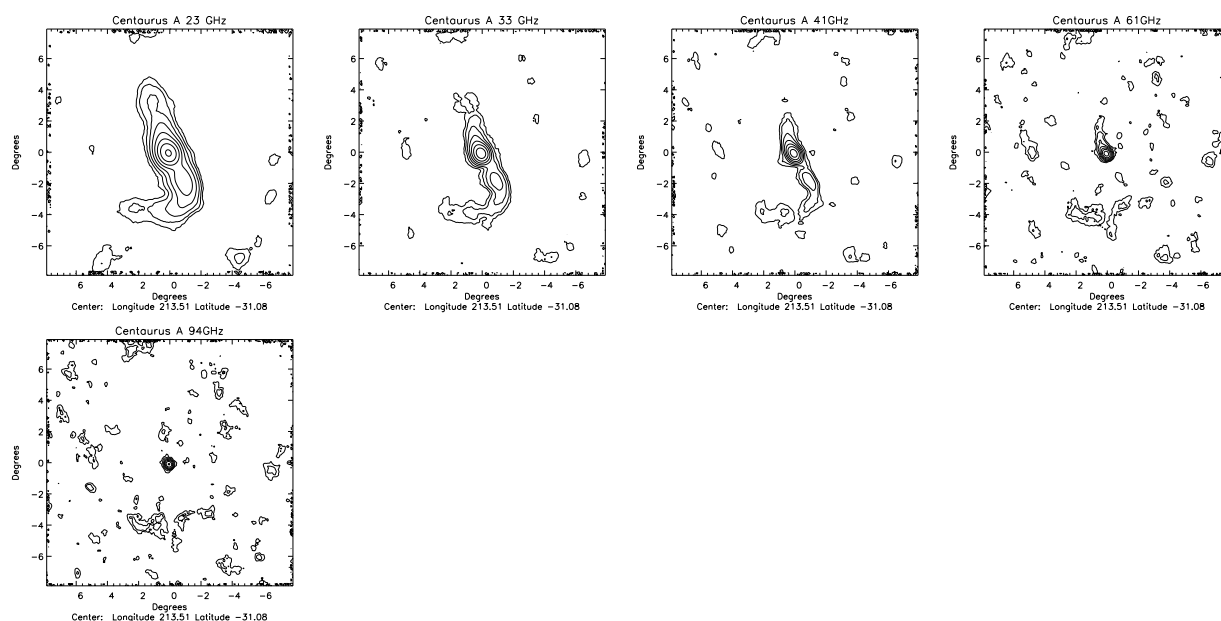 Centaurus A 23 GHz
Centaurus A 33 GHz
Centaurus A 41GHz
Centaurus A 61GHz
Degrees
6
4
2
0
-2
-4
-6
Degrees
6
4
2
0
-2
-4
-6
Degrees
6
4
2
0
-2
-4
-6
Degrees
6
4
2
0
-2
-4
-6
6 4 2 0 -2 -4 -6
6 4 2 0 -2 -4 -6
6 4 2 0 -2 -4 -6
6 4 2 0 -2 -4 -6
Degrees
Degrees
Degrees
Degrees
Center: Longitude 213.51 Latitude -31.08
Center: Longitude 213.51 Latitude -31.08
Center: Longitude 213.51 Latitude -31.08
Center: Longitude 213.51 Latitude -31.08
Centaurus A 94GHz
Degrees
6
4
2
0
-2
-4
-6
6 4 2 0 -2 -4 -6
Degrees
Center: Longitude 213.51 Latitude -31.08